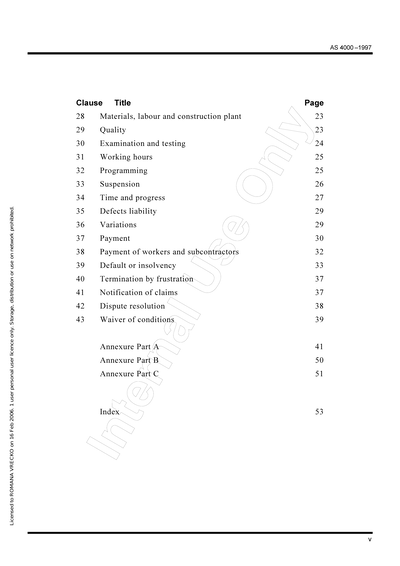 AS 4000–1997
Clause Title Page
28 Materials, labour and construction plant 23
29 Quality 23
30 Examination and testing 24
31 Working hours 25
32 Programming 25
33 Suspension 26
34 Time and progress 27
35 Defects liability 29
36 Variations 29
37 Payment 30
38 Payment of workers and subcontractors 32
39 Default or insolvency 33
40 Termination by frustration 37
41 Notification of claims 37
42 Dispute resolution 38
43 Waiver of conditions 39
Annexure Part A 41
Annexure Part B 50
Annexure Part C 51
Index 53
Internal Use Only
Licensed to ROMANA VRECKO on 16 Feb 2006. 1 user personal user licence only. Storage, distribution or use on network prohibited.
v